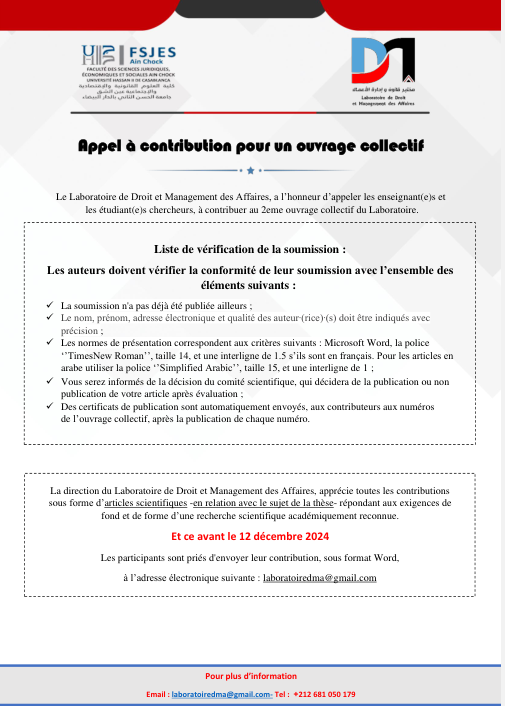 FSJES
Ain Chock
FACULTÉ DES SCIENCES JURIDIQUES,
ÉCONOMIQUES ET SOCIALES AIN CHOCK
UNIVERSITÉ HASSAN II DE CASABLANCA
كلية العلوم القانونية والإقتصادية
والإجتماعية عين الشق
جامعة الحسن الثاني بالدار البيضاء
مختبر قانون و إدارة الأعمال
Laboratoire de Droit
et Management des Affaires
Appel à contribution pour un ouvrage collectif
Le Laboratoire de Droit et Management des Affaires, a l’honneur d’appeler les enseignant(e)s et
les étudiant(e)s chercheurs, à contribuer au 2eme ouvrage collectif du Laboratoire.
Liste de vérification de la soumission :
Les auteurs doivent vérifier la conformité de leur soumission avec l’ensemble des
éléments suivants :
✓ La soumission n'a pas déjà été publiée ailleurs ;
✓ Le nom, prénom, adresse électronique et qualité des auteur·(rice)·(s) doit être indiqués avec
précision ;
✓ Les normes de présentation correspondent aux critères suivants : Microsoft Word, la police
‘’TimesNew Roman’’, taille 14, et une interligne de 1.5 s’ils sont en français. Pour les articles en
arabe utiliser la police ‘’Simplified Arabic’’, taille 15, et une interligne de 1 ;
✓ Vous serez informés de la décision du comité scientifique, qui décidera de la publication ou non
publication de votre article après évaluation ;
✓ Des certificats de publication sont automatiquement envoyés, aux contributeurs aux numéros
de l’ouvrage collectif, après la publication de chaque numéro.
La direction du Laboratoire de Droit et Management des Affaires, apprécie toutes les contributions
sous forme d’articles scientifiques -en relation avec le sujet de la thèse- répondant aux exigences de
fond et de forme d’une recherche scientifique académiquement reconnue.
Et ce avant le 12 décembre 2024
Les participants sont priés d'envoyer leur contribution, sous format Word,
à l’adresse électronique suivante : laboratoiredma@gmail.com
Pour plus d’information
Email : laboratoiredma@gmail.com- Tel : +212 681 050 179